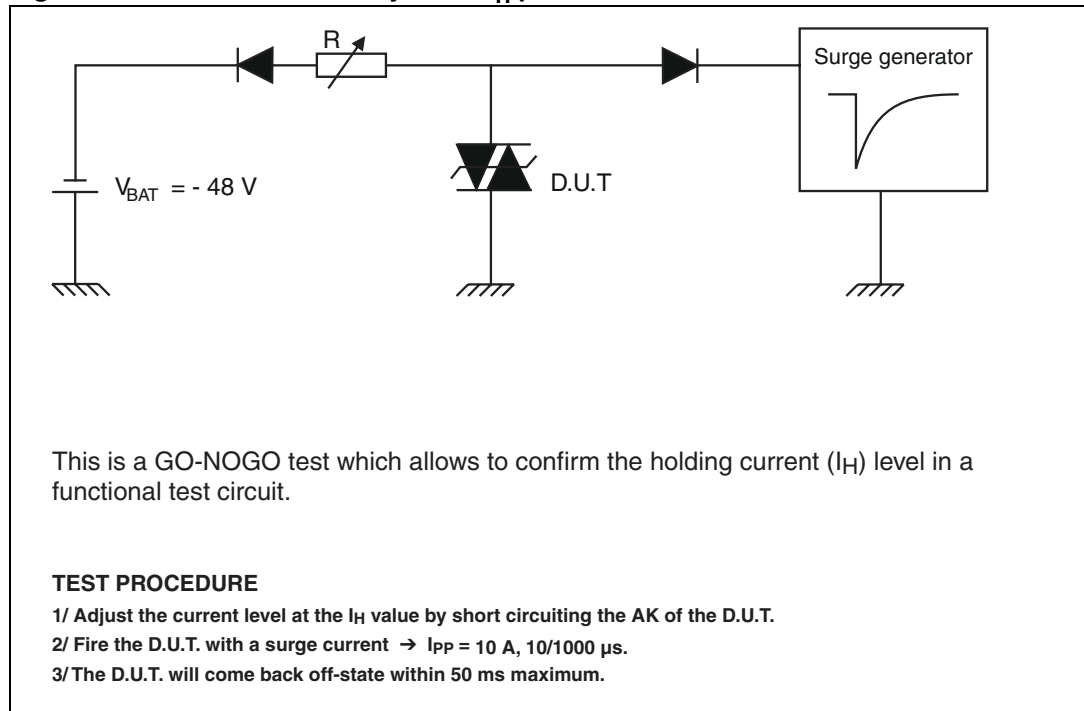 R
Surge generator
VBAT = - 48 V
D.U.T
This is a GO-NOGO test which allows to confirm the holding current (IH) level in a
functional test circuit.
TEST PROCEDURE
1/ Adjust the current level at the IH value by short circuiting the AK of the D.U.T.
2/ Fire the D.U.T. with a surge current → IPP = 10 A, 10/1000 µs.
3/ The D.U.T. will come back off-state within 50 ms maximum.